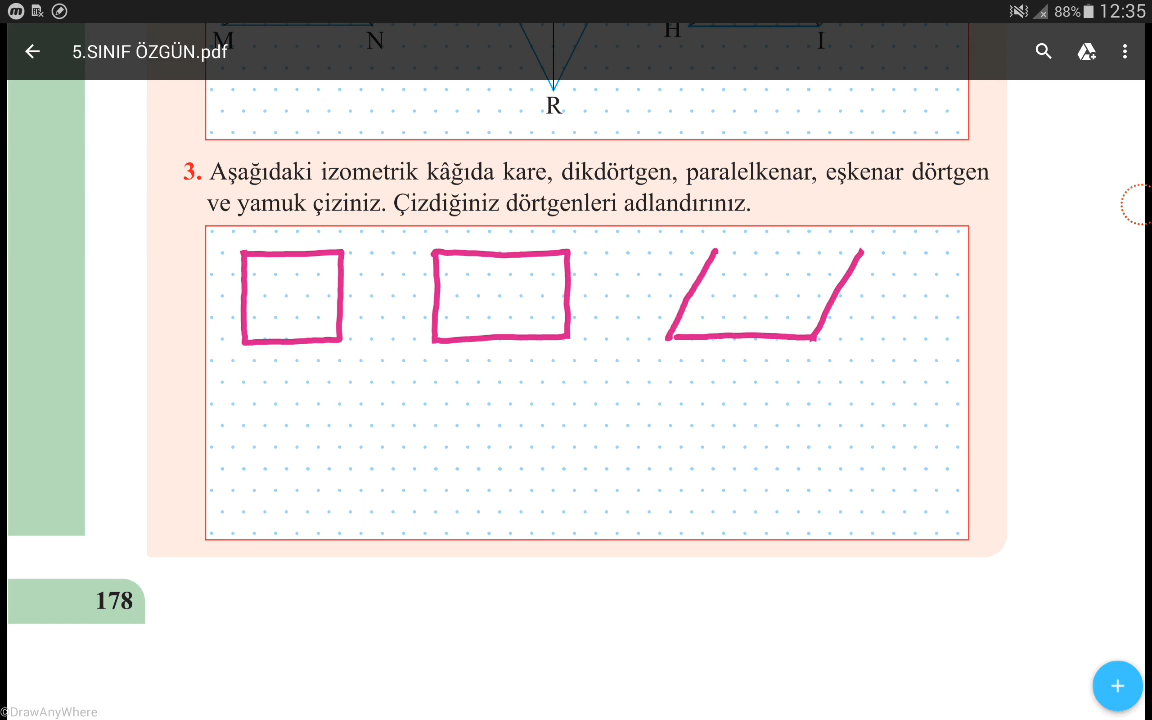 88% 12:35
5.SINIF ÖZGÜN.pdf
M N H I
R
3. Aşağıdaki izometrik kâğıda kare, dikdörtgen, paralelkenar, eşkenar dörtgen
ve yamuk çiziniz. Çizdiğiniz dörtgenleri adlandırınız.
178
©DrawAnyWhere